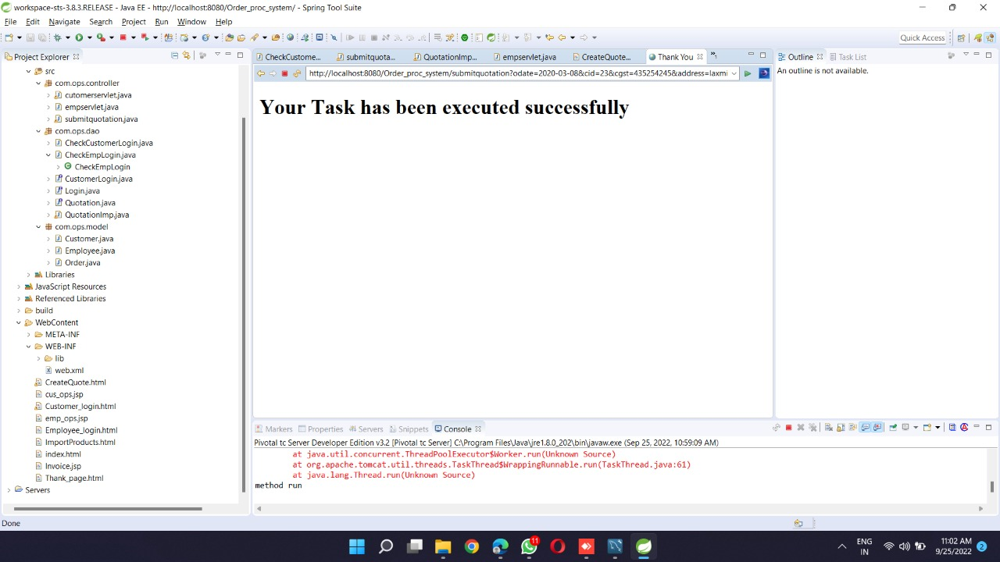 workspace-sts-3.8.3.RELEASE - Java EE - http://localhost:8080/Order_proc_system/ - Spring Tool Suite
File Edit Navigate Search Project Run Window Help
Quick Access
Project Explorer
src
com.ops.controller
cutomerservlet.java
empservlet.java
submitquotation.java
com.ops.dao
CheckCustomerLogin.java
CheckEmpLogin.java
CheckEmpLogin
CustomerLogin.java
Login.java
Quotation.java
QuotationImp.java
com.ops.model
Customer.java
Employee.java
Order.java
Libraries
JavaScript Resources
Referenced Libraries
build
WebContent
META-INF
WEB-INF
lib
web.xml
CreateQuote.html
cus_ops.jsp
Customer_login.html
emp_ops.jsp
Employee_login.html
ImportProducts.html
index.html
Invoice.jsp
Thank_page.html
Servers
CheckCustome... submitquota... QuotationImp... empservlet.java CreateQuote... Thank You
http://localhost:8080/Order_proc_system/submitquotation?odate=2020-03-08&cid=23&cgst=435254245&address=laxmi
Your Task has been executed successfully
Outline Task List
An outline is not available.
Markers Properties Servers Snippets Console
Pivotal tc Server Developer Edition v3.2 [Pivotal tc Server] C:\Program Files\Java\jre1.8.0_202\bin\javaw.exe (Sep 25, 2022, 10:59:09 AM)
at java.util.concurrent.ThreadPoolExecutor$Worker.run(Unknown Source)
at org.apache.tomcat.util.threads.TaskThread$WrappingRunnable.run(TaskThread.java:61)
at java.lang.Thread.run(Unknown Source)
method run
Done
11
ENG
IN
11:02 AM
9/25/2022
2